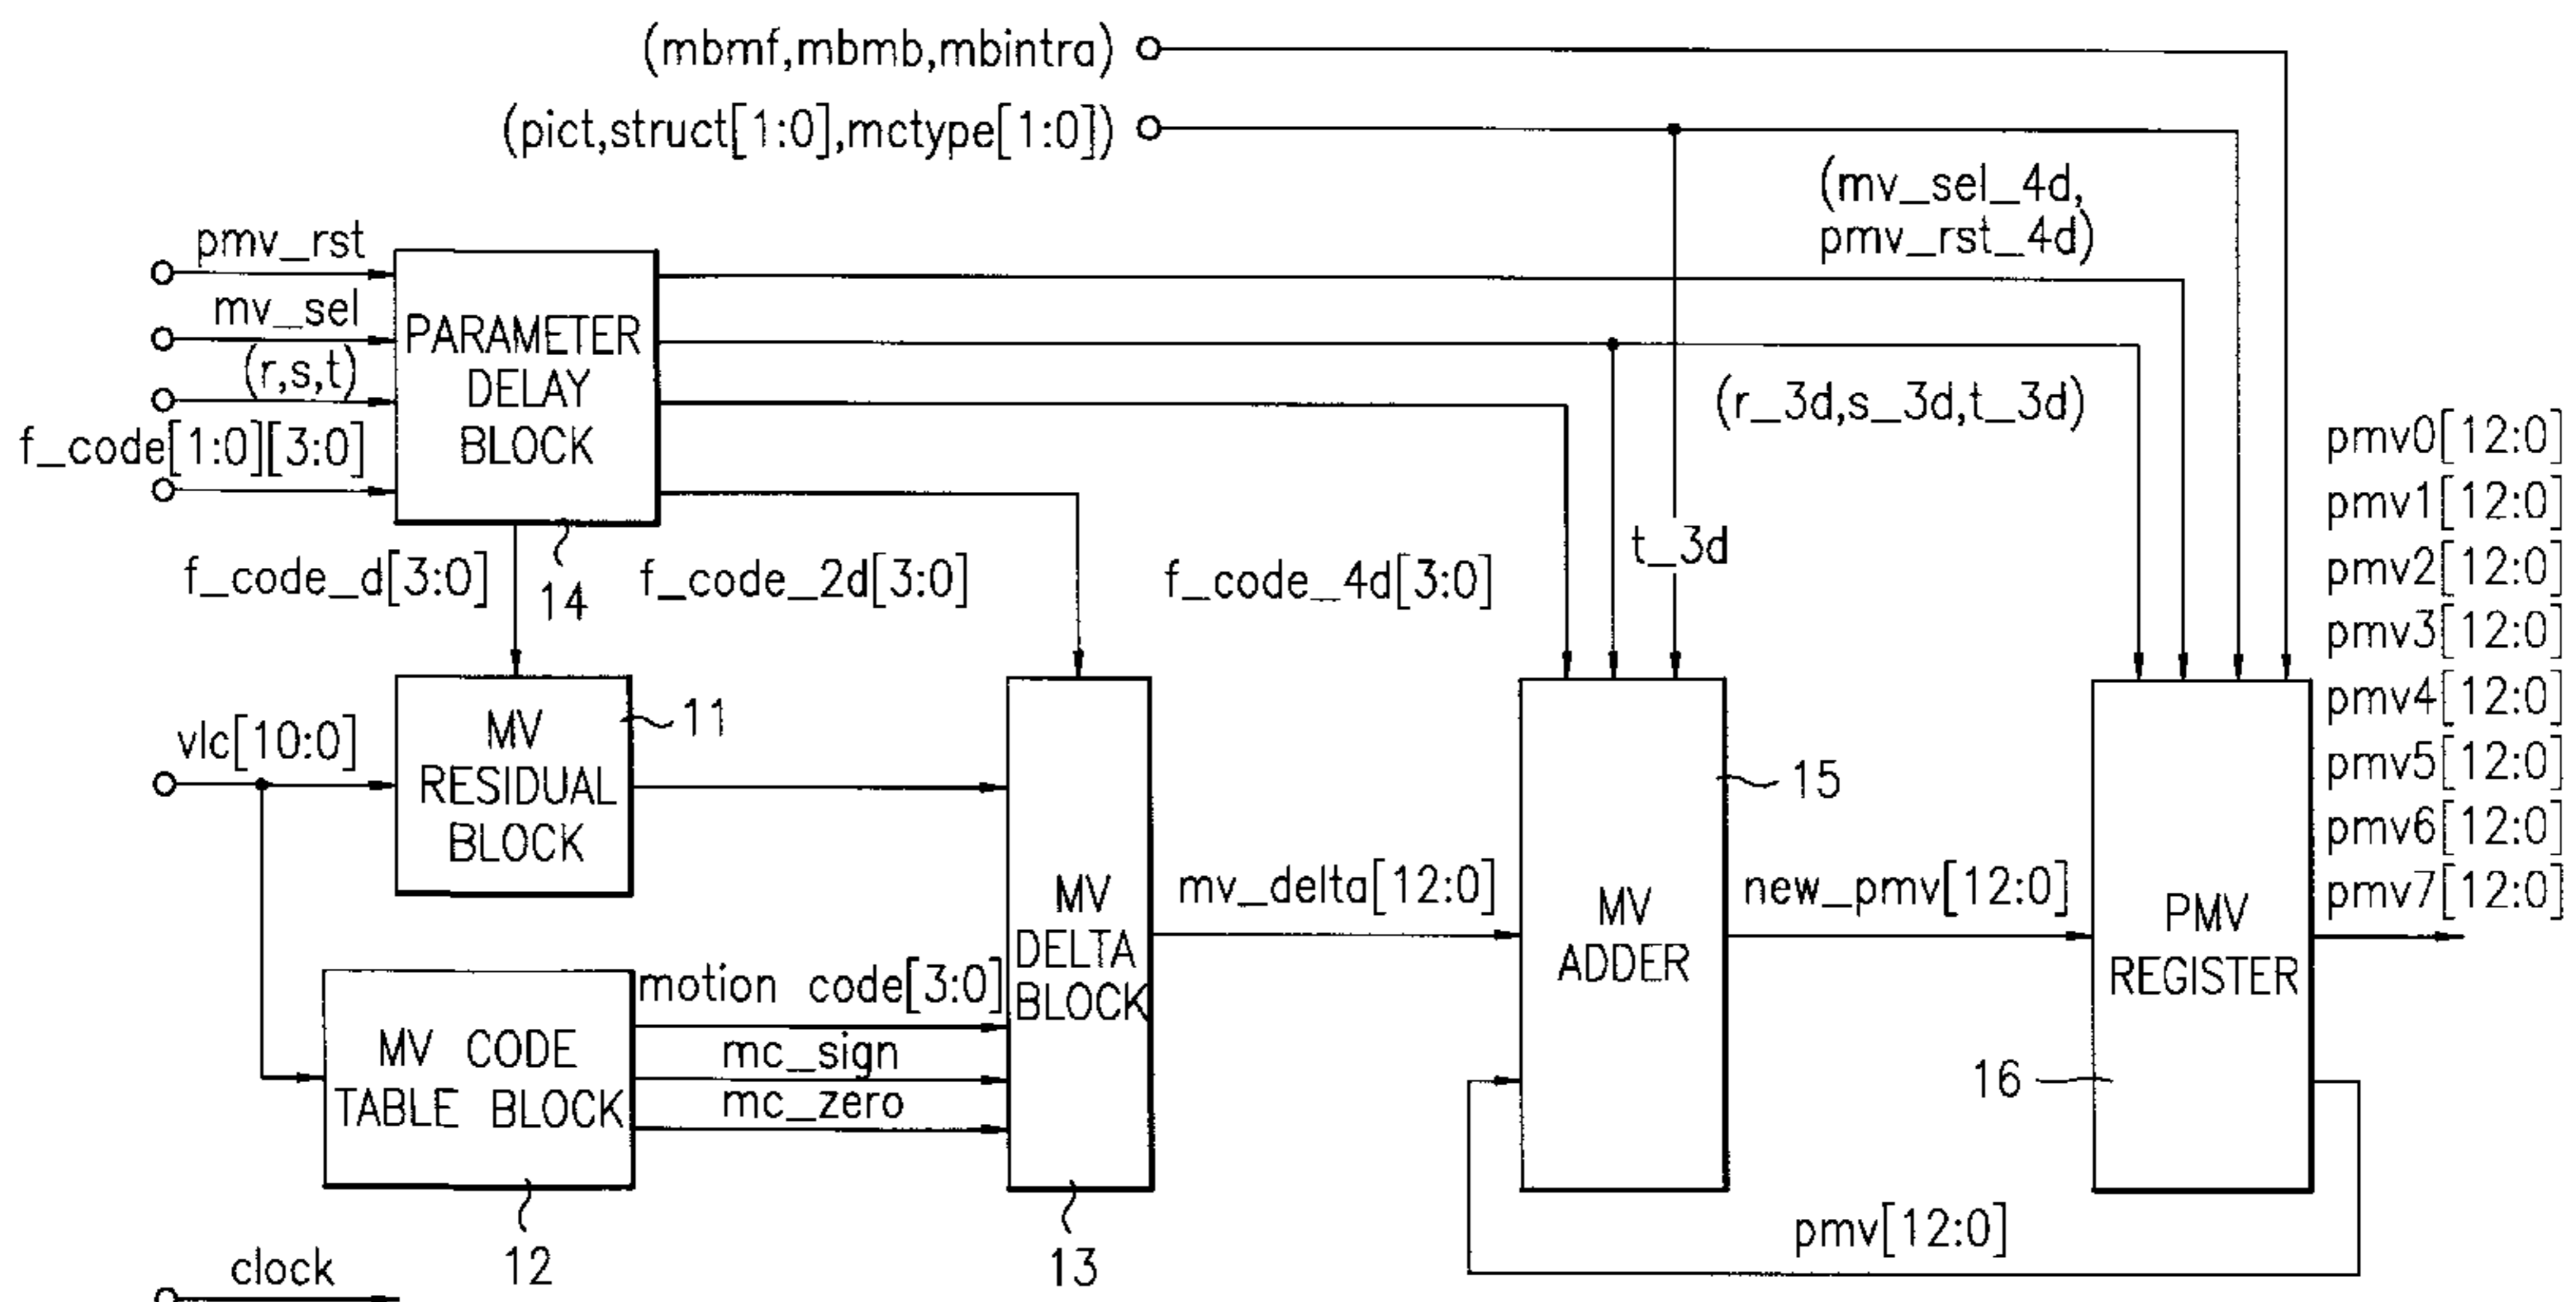 (mbmf,mbmb,mbintra)
(pict,struct[1:0],mctype[1:0])
(mv_sel_4d,
pmv_rst_4d)
pmv_rst
mv_sel
(r,s,t)
f_code[1:0][3:0]
PARAMETER
DELAY
BLOCK
14
(r_3d,s_3d,t_3d)
t_3d
f_code_d[3:0]
f_code_2d[3:0]
f_code_4d[3:0]
pmv0[12:0]
pmv1[12:0]
pmv2[12:0]
pmv3[12:0]
pmv4[12:0]
pmv5[12:0]
pmv6[12:0]
pmv7[12:0]
vlc[10:0]
MV
RESIDUAL
BLOCK
11
MV CODE
TABLE BLOCK
12
motion code[3:0]
mc_sign
mc_zero
MV
DELTA
BLOCK
13
mv_delta[12:0]
MV
ADDER
15
new_pmv[12:0]
PMV
REGISTER
16
pmv[12:0]
clock